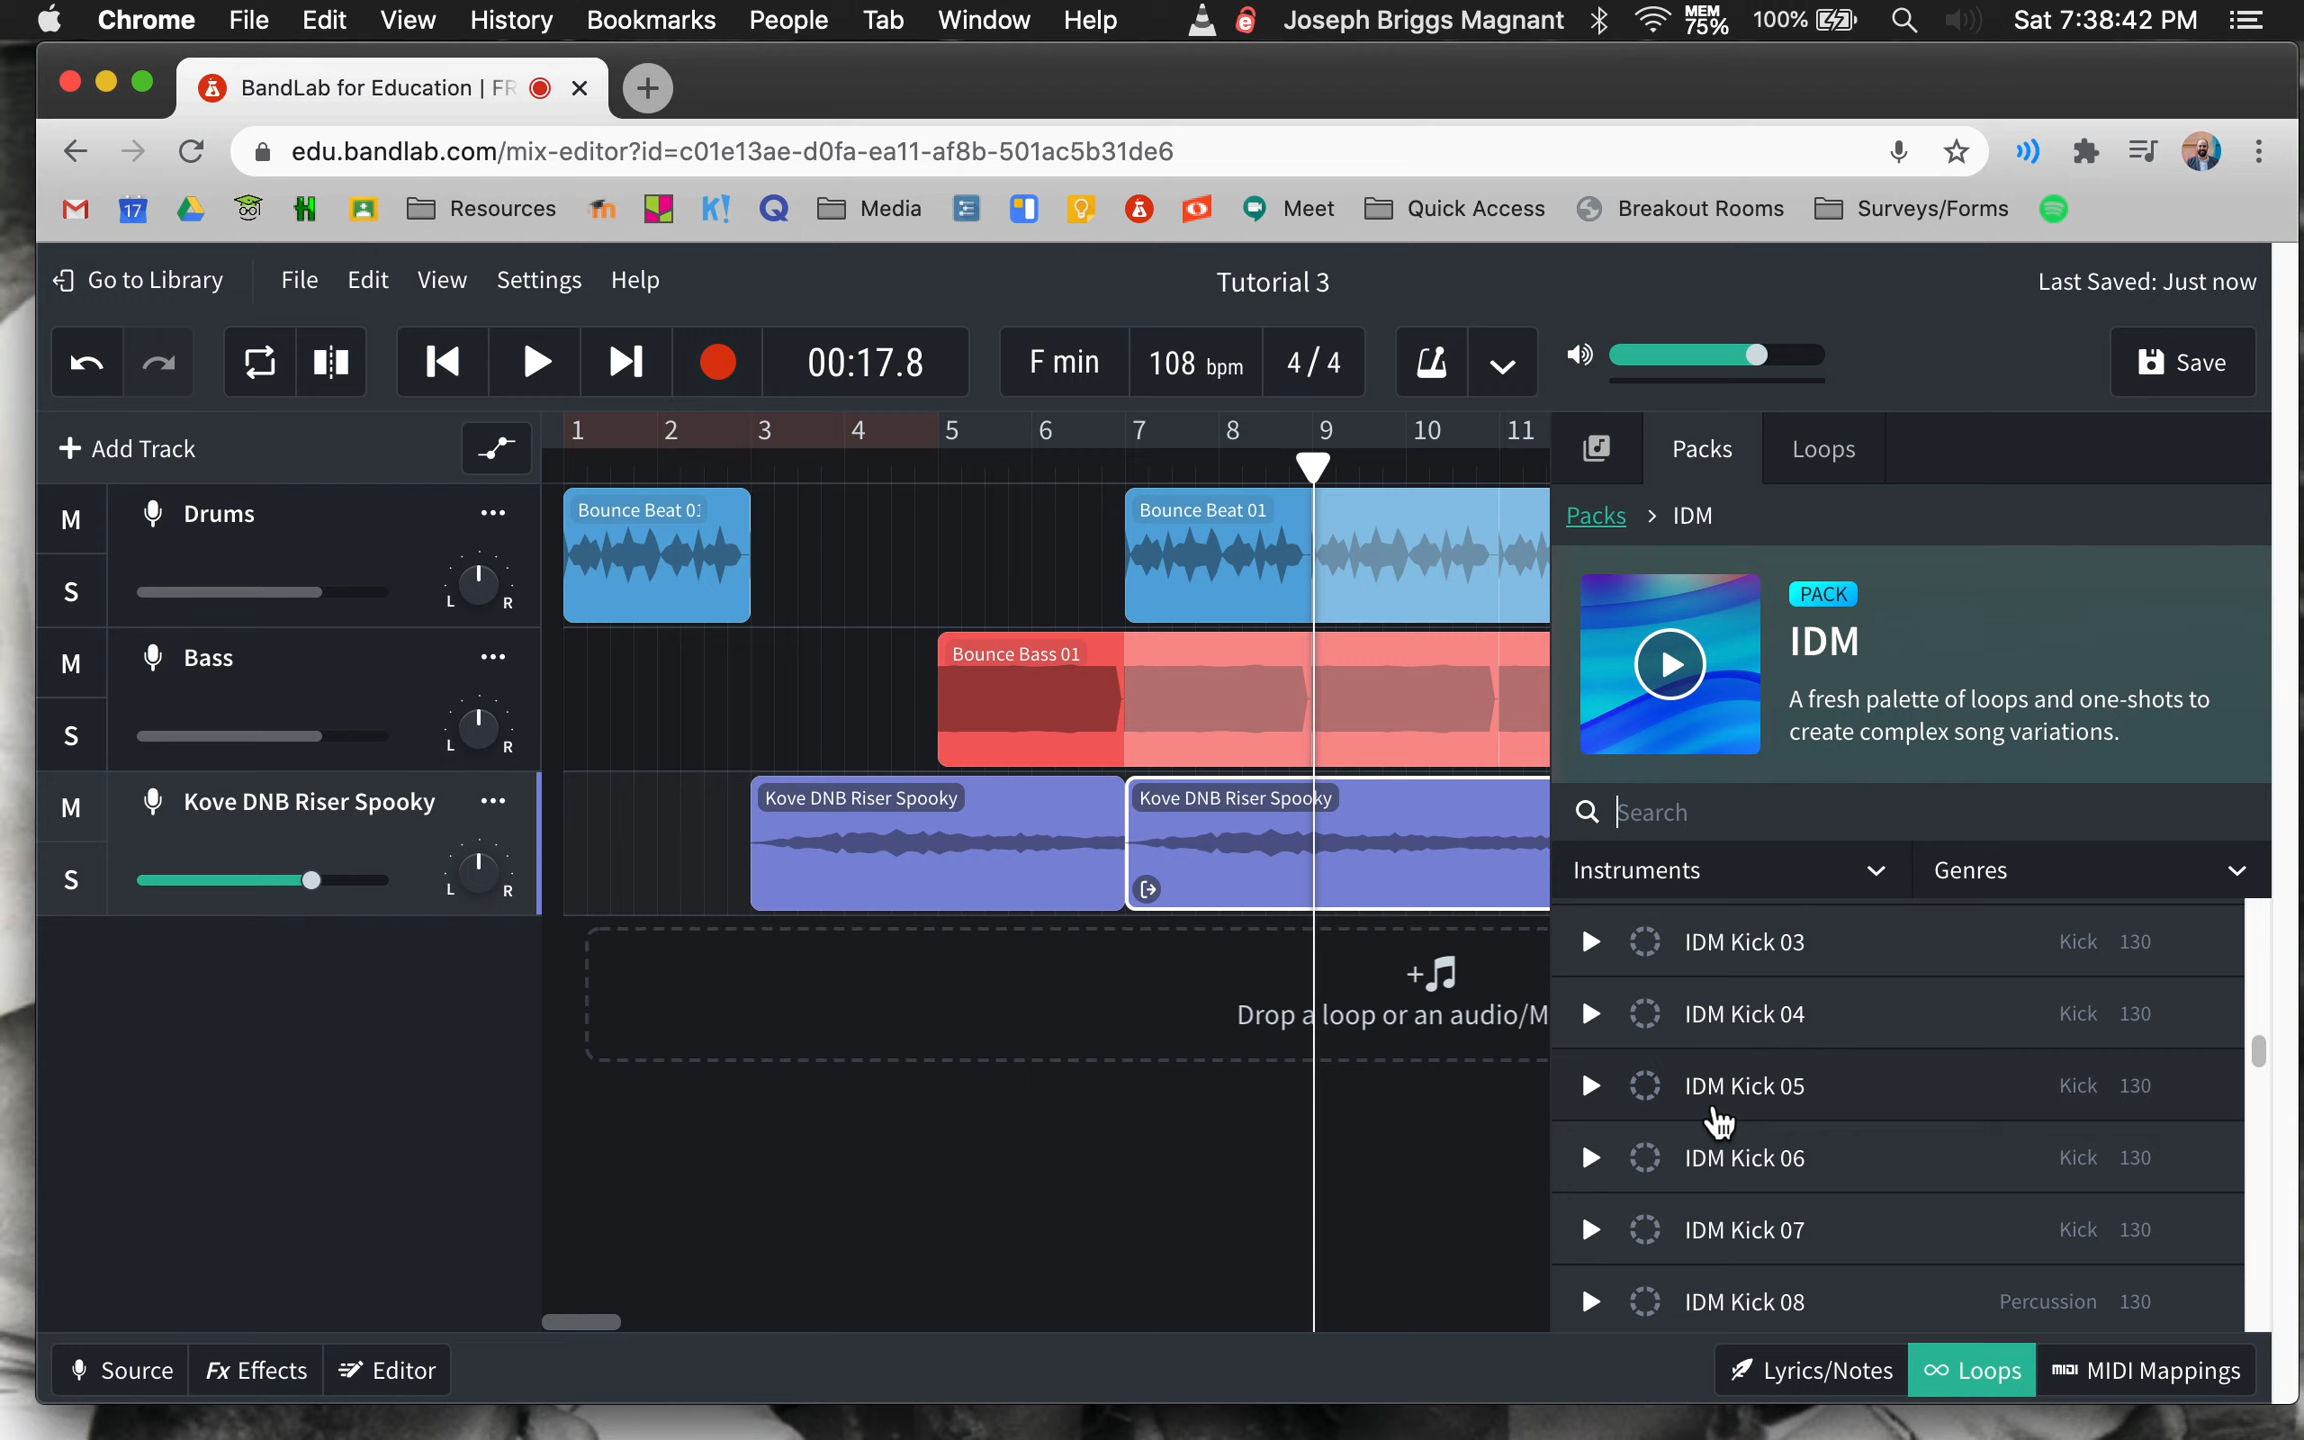 Chrome File Edit View History Bookmarks People Tab Window Help Joseph Briggs Magnant MEM 75% 100% Sat 7:38:42 PM
BandLab for Education | FR
edu.bandlab.com/mix-editor?id=c01e13ae-d0fa-ea11-af8b-501ac5b31de6
17 Resources K! Media Meet Quick Access Breakout Rooms Surveys/Forms
Go to Library File Edit View Settings Help Tutorial 3 Last Saved: Just now
00:17.8 F min 108 bpm 4 / 4 Save
+ Add Track 1 2 3 4 5 6 7 8 9 10 11 Packs Loops
M Drums ... Bounce Beat 01 Bounce Beat 01
S L R
Packs > IDM
PACK
IDM
A fresh palette of loops and one-shots to
create complex song variations.
M Bass ... Bounce Bass 01
S L R
M Kove DNB Riser Spooky ... Kove DNB Riser Spooky Kove DNB Riser Spooky
S L R
Search
Instruments Genres
Drop a loop or an audio/M
IDM Kick 03 Kick 130
IDM Kick 04 Kick 130
IDM Kick 05 Kick 130
IDM Kick 06 Kick 130
IDM Kick 07 Kick 130
IDM Kick 08 Percussion 130
Source Fx Effects Editor Lyrics/Notes Loops MIDI MIDI Mappings